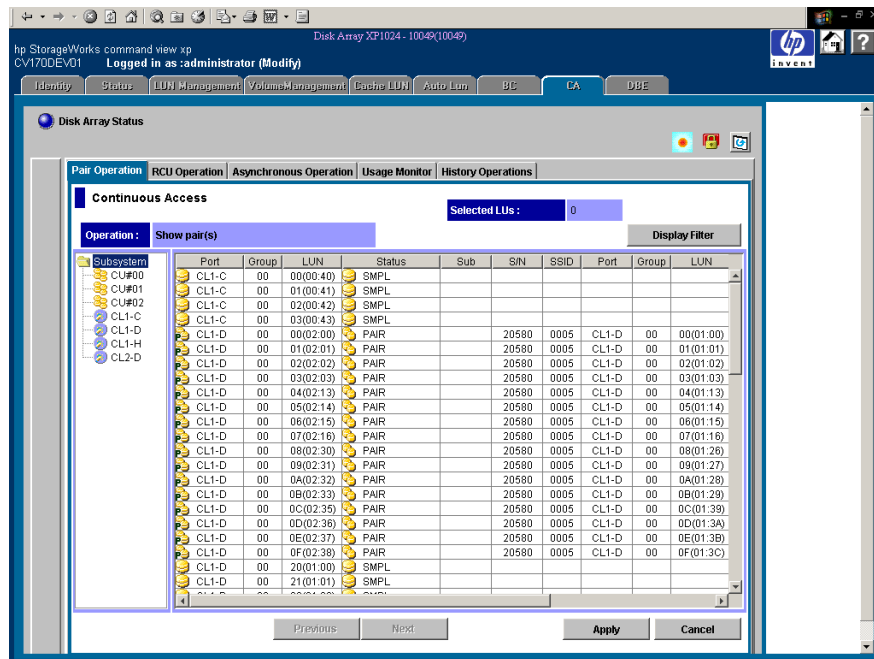 Disk Array XP1024 - 10049(10049)
hp StorageWorks command view xp
CV170DEV01 Logged in as :administrator (Modify)
hp
invent
?
Identity Status LUN Management VolumeManagement Cache LUN Auto Lun BC CA DBE
Disk Array Status
Pair Operation RCU Operation Asynchronous Operation Usage Monitor History Operations
Continuous Access
Selected LUs : 0
Operation : Show pair(s)
Display Filter
Subsystem
CU#00
CU#01
CU#02
CL1-C
CL1-D
CL1-H
CL2-D
Port Group LUN Status Sub S/N SSID Port Group LUN
CL1-C 00 00(00:40) SMPL
CL1-C 00 01(00:41) SMPL
CL1-C 00 02(00:42) SMPL
CL1-C 00 03(00:43) SMPL
CL1-D 00 00(02:00) PAIR 20580 0005 CL1-D 00 00(01:00)
CL1-D 00 01(02:01) PAIR 20580 0005 CL1-D 00 01(01:01)
CL1-D 00 02(02:02) PAIR 20580 0005 CL1-D 00 02(01:02)
CL1-D 00 03(02:03) PAIR 20580 0005 CL1-D 00 03(01:03)
CL1-D 00 04(02:13) PAIR 20580 0005 CL1-D 00 04(01:13)
CL1-D 00 05(02:14) PAIR 20580 0005 CL1-D 00 05(01:14)
CL1-D 00 06(02:15) PAIR 20580 0005 CL1-D 00 06(01:15)
CL1-D 00 07(02:16) PAIR 20580 0005 CL1-D 00 07(01:16)
CL1-D 00 08(02:30) PAIR 20580 0005 CL1-D 00 08(01:26)
CL1-D 00 09(02:31) PAIR 20580 0005 CL1-D 00 09(01:27)
CL1-D 00 0A(02:32) PAIR 20580 0005 CL1-D 00 0A(01:28)
CL1-D 00 0B(02:33) PAIR 20580 0005 CL1-D 00 0B(01:29)
CL1-D 00 0C(02:35) PAIR 20580 0005 CL1-D 00 0C(01:39)
CL1-D 00 0D(02:36) PAIR 20580 0005 CL1-D 00 0D(01:3A)
CL1-D 00 0E(02:37) PAIR 20580 0005 CL1-D 00 0E(01:3B)
CL1-D 00 0F(02:38) PAIR 20580 0005 CL1-D 00 0F(01:3C)
CL1-D 00 20(01:00) SMPL
CL1-D 00 21(01:01) SMPL
Previous Next Apply Cancel